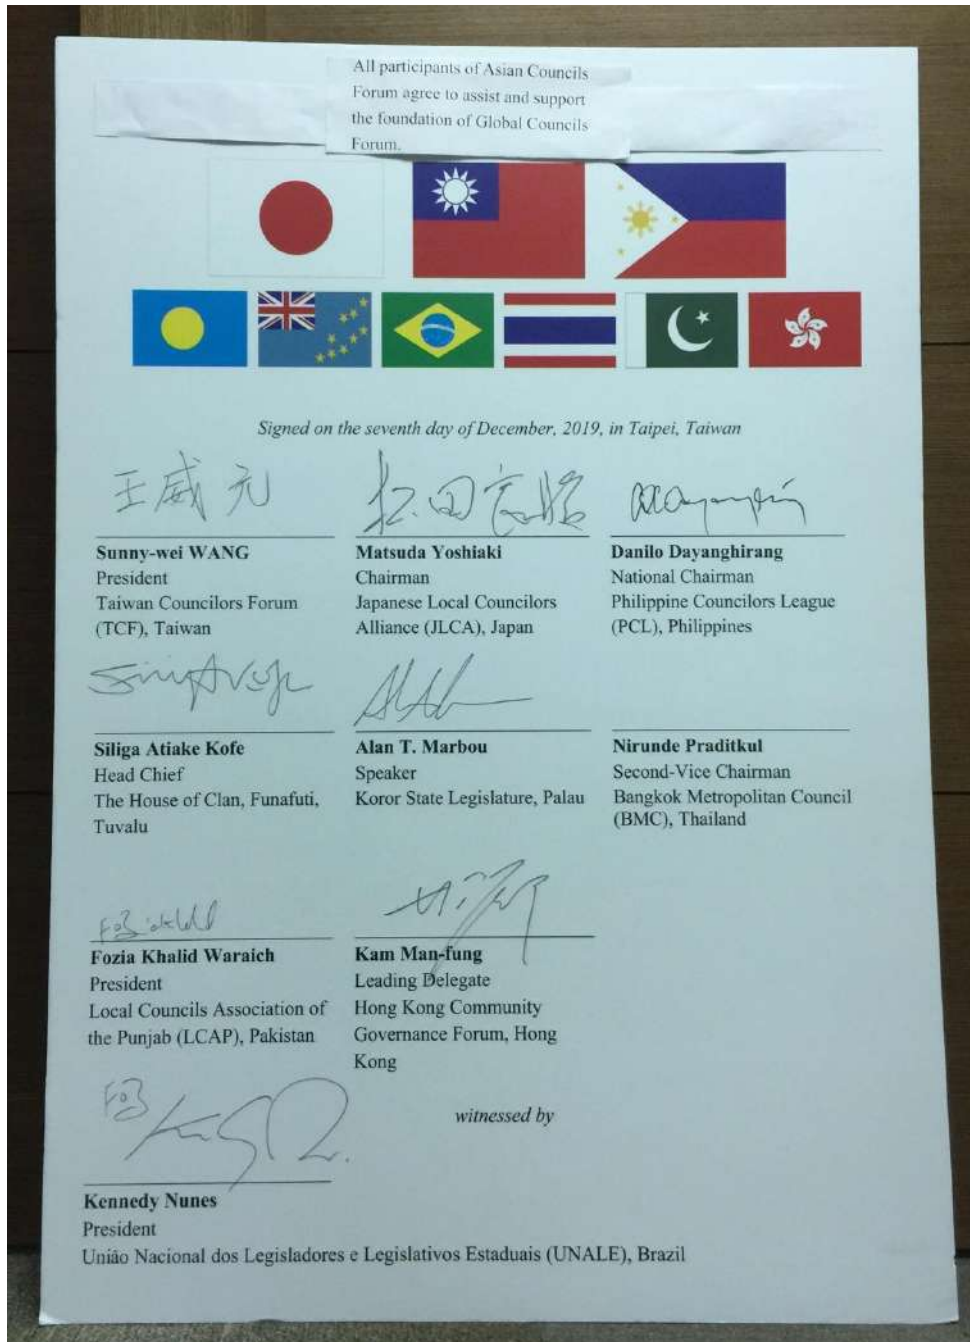 All participants of Asian Councils
Forum agree to assist and support
the foundation of Global Councils
Forum.
Signed on the seventh day of December, 2019, in Taipei, Taiwan
王威元
松田良昭
Sunny-wei WANG
President
Taiwan Councilors Forum
(TCF), Taiwan
Matsuda Yoshiaki
Chairman
Japanese Local Councilors
Alliance (JLCA), Japan
Danilo Dayanghirang
National Chairman
Philippine Councilors League
(PCL), Philippines
Siliga Atiake Kofe
Head Chief
The House of Clan, Funafuti,
Tuvalu
Alan T. Marbou
Speaker
Koror State Legislature, Palau
Nirunde Praditkul
Second-Vice Chairman
Bangkok Metropolitan Council
(BMC), Thailand
Fozia Khalid Waraich
President
Local Councils Association of
the Punjab (LCAP), Pakistan
Kam Man-fung
Leading Delegate
Hong Kong Community
Governance Forum, Hong
Kong
witnessed by
Kennedy Nunes
President
União Nacional dos Legisladores e Legislativos Estaduais (UNALE), Brazil